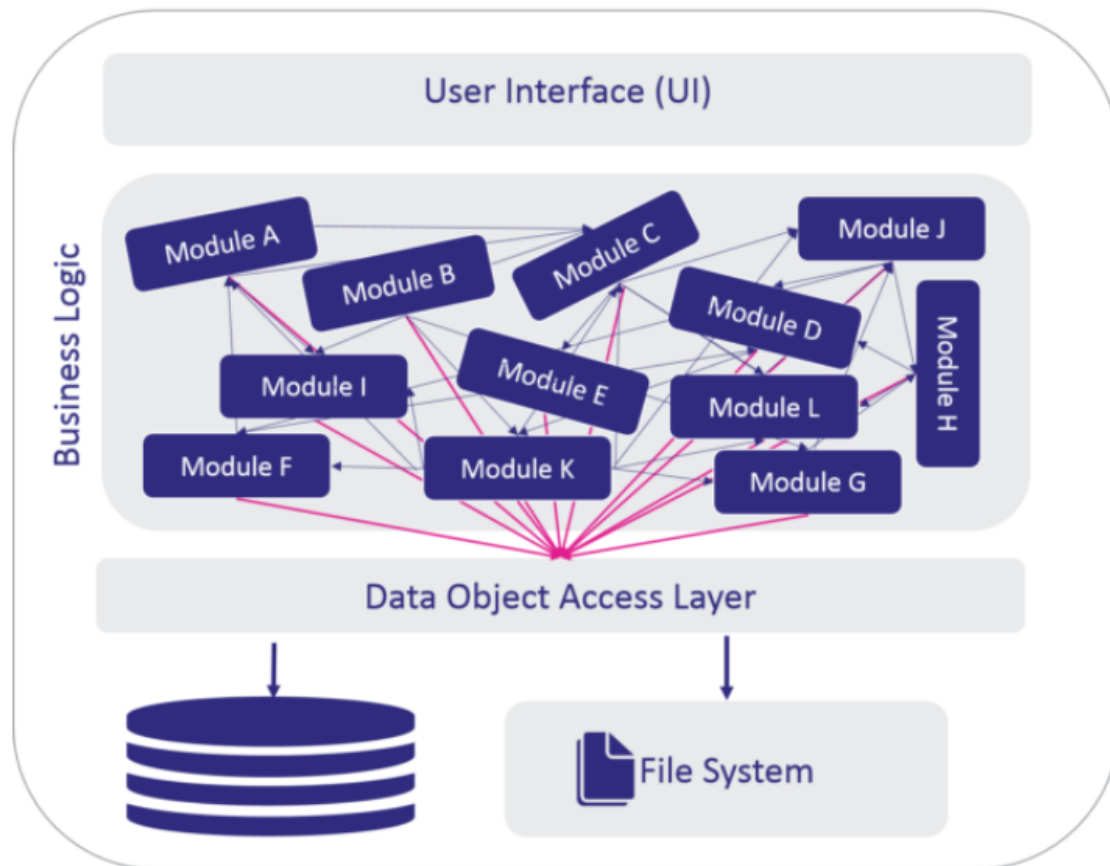 User Interface (UI)
Business Logic
Module A
Module B
Module C
Module J
Module D
Module H
Module I
Module E
Module L
Module F
Module K
Module G
Data Object Access Layer
File System